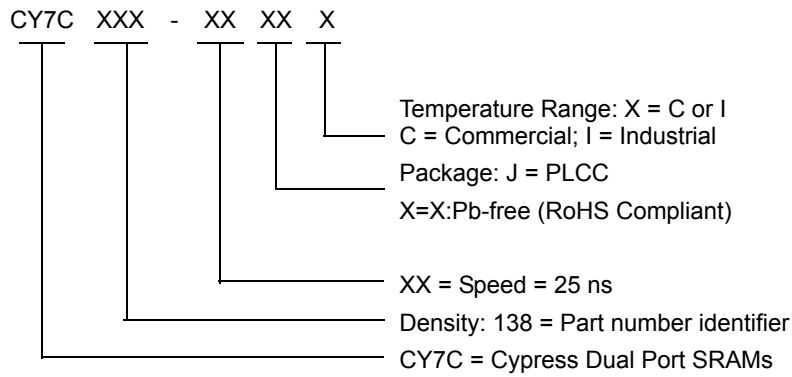 CY7C XXX - XX XX X
Temperature Range: X = C or I
C = Commercial; I = Industrial
Package: J = PLCC
X=X:Pb-free (RoHS Compliant)
XX = Speed = 25 ns
Density: 138 = Part number identifier
CY7C = Cypress Dual Port SRAMs